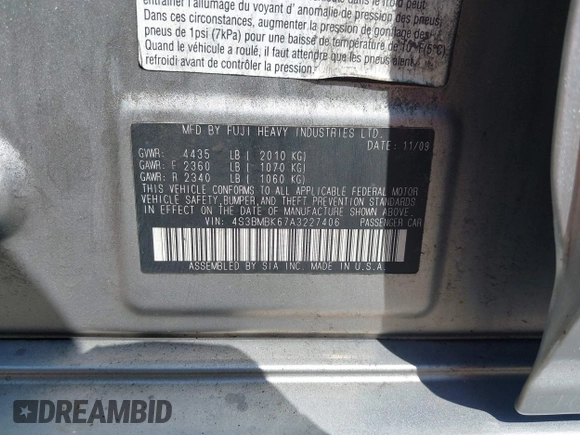 entraîner l'allumage du voyant d' anomalie de pression des pneus
Dans ces circonstances, augmenter la pression de gonflage des
pneus de 1psi (7kPa) pour une baisse de température de 10°F(5°C).
Quand le véhicule a roulé, il faut attendre que les pneus aient
refroidi avant de contrôler la pression.
MFD BY FUJI HEAVY INDUSTRIES LTD.
DATE: 11/09
GVWR: 4435 LB ( 2010 KG)
GAWR: F 2360 LB ( 1070 KG)
GAWR: R 2340 LB ( 1060 KG)
THIS VEHICLE CONFORMS TO ALL APPLICABLE FEDERAL MOTOR
VEHICLE SAFETY, BUMPER, AND THEFT PREVENTION STANDARDS
IN EFFECT ON THE DATE OF MANUFACTURE SHOWN ABOVE.
VIN: 4S3BMBK67A3227406 PASSENGER CAR
ASSEMBLED BY SIA INC. MADE IN U.S.A.
DREAMBID